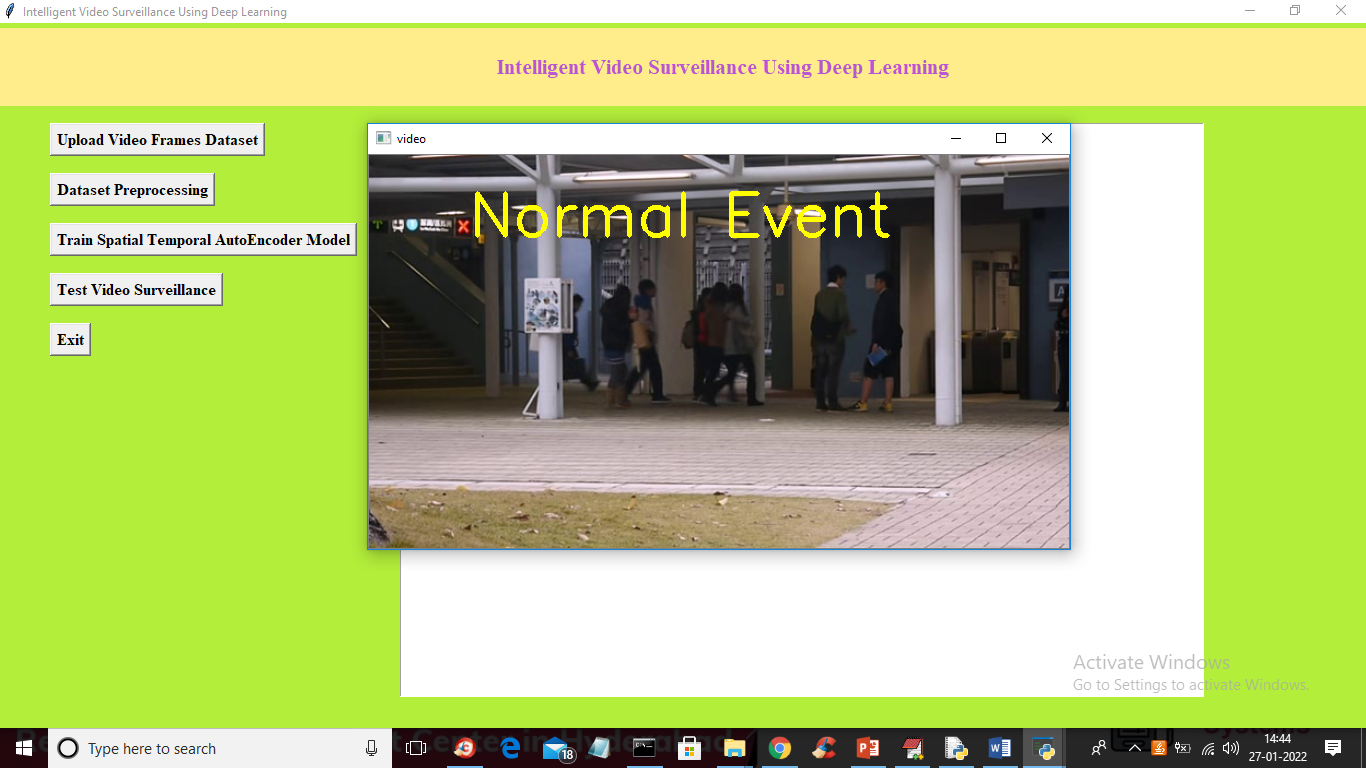 Intelligent Video Surveillance Using Deep Learning
Intelligent Video Surveillance Using Deep Learning
Upload Video Frames Dataset
Dataset Preprocessing
Train Spatial Temporal AutoEncoder Model
Test Video Surveillance
Exit
video
Normal Event
A
Activate Windows
Go to Settings to activate Windows.
Type here to search
18
14:44
27-01-2022